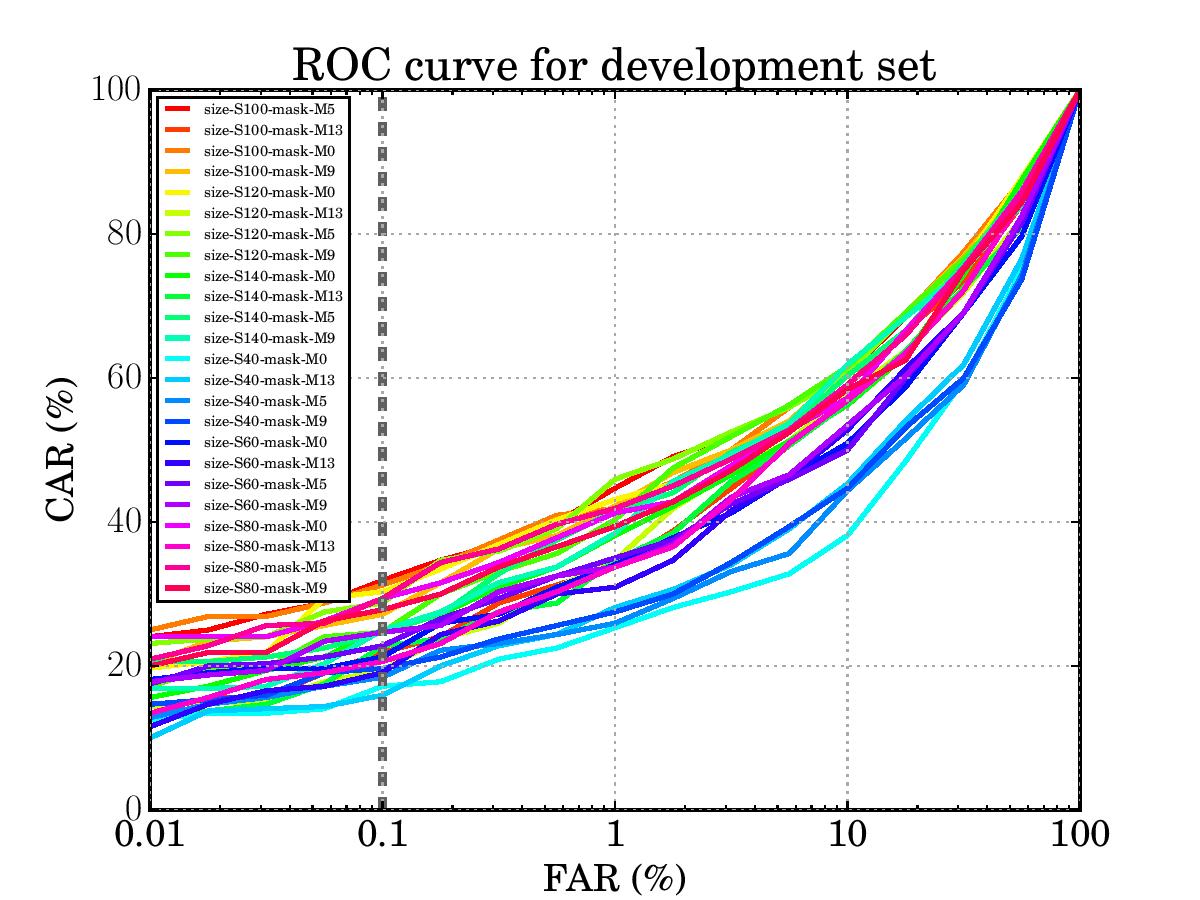 ROC curve for development set
100
80
60
40
20
0
CAR (%)
size-S100-mask-M5
size-S100-mask-M13
size-S100-mask-M0
size-S100-mask-M9
size-S120-mask-M0
size-S120-mask-M13
size-S120-mask-M5
size-S120-mask-M9
size-S140-mask-M0
size-S140-mask-M13
size-S140-mask-M5
size-S140-mask-M9
size-S40-mask-M0
size-S40-mask-M13
size-S40-mask-M5
size-S40-mask-M9
size-S60-mask-M0
size-S60-mask-M13
size-S60-mask-M5
size-S60-mask-M9
size-S80-mask-M0
size-S80-mask-M13
size-S80-mask-M5
size-S80-mask-M9
0.01 0.1 1 10 100
FAR (%)